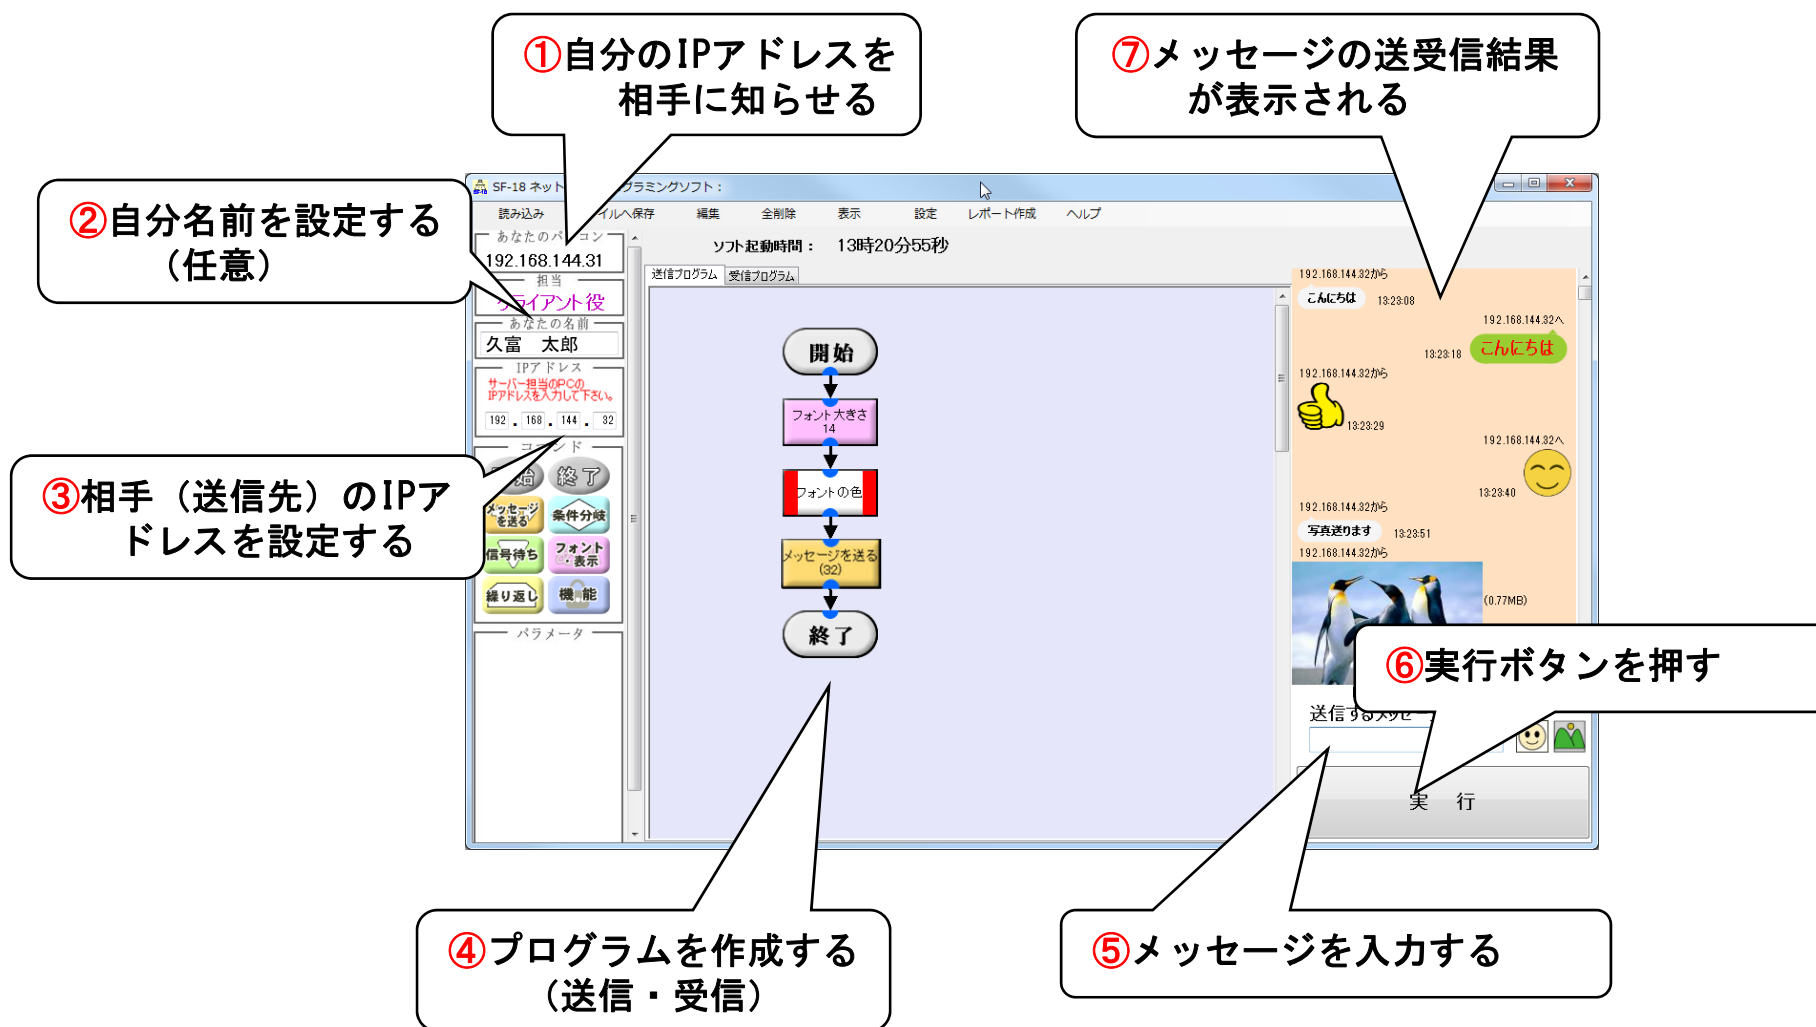 ①自分のIPアドレスを
相手に知らせる
⑦メッセージの送受信結果
が表示される
②自分名前を設定する
（任意）
SF-18 ネット
グラミングソフト：
読み込み
イルへ保存
編集
全削除
表示
設定
レポート作成
ヘルプ
あなたのパソコン
192.168.144.31
ソフト起動時間： 13時20分55秒
担当
クライアント役
送信プログラム
受信プログラム
あなたの名前
久富 太郎
IPアドレス
サーバー担当のPCの
IPアドレスを入力して下さい。
192 . 168 . 144 . 32
③相手（送信先）のIPア
ドレスを設定する
コマンド
開始
終了
メッセージ
を送る
条件分岐
信号待ち
フォント
・表示
繰り返し
機能
パラメータ
開始
フォント大きさ
14
フォントの色
メッセージを送る
(32)
終了
192.168.144.32から
こんにちは 13:23:08
192.168.144.32へ
13:23:18 こんにちは
192.168.144.32から
13:23:29
192.168.144.32へ
13:23:40
192.168.144.32から
写真送ります 13:23:51
192.168.144.32から
(0.77MB)
⑥実行ボタンを押す
送信するメッセー
実 行
④プログラムを作成する
（送信・受信）
⑤メッセージを入力する